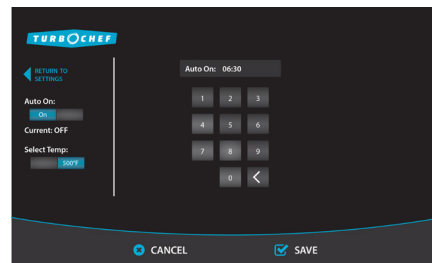 TURBOCHEF
RETURN TO
SETTINGS
Auto On:
On
Current: OFF
Select Temp:
500°F
Auto On: 06:30
1 2 3
4 5 6
7 8 9
0 <
CANCEL
SAVE